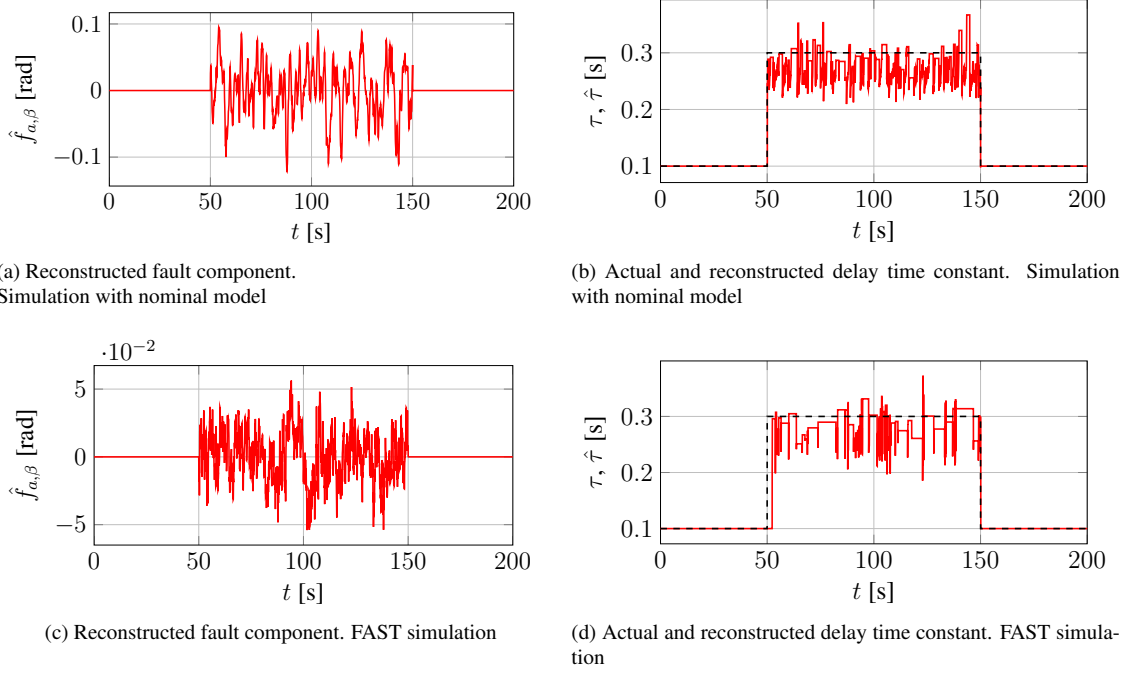 0.1
0
−0.1
f̂a,β [rad]
0 50 100 150 200
t [s]
(a) Reconstructed fault component.
Simulation with nominal model
0.3
0.2
0.1
τ, τ̂ [s]
0 50 100 150 200
t [s]
(b) Actual and reconstructed delay time constant. Simulation
with nominal model
·10−2
5
0
−5
f̂a,β [rad]
0 50 100 150 200
t [s]
(c) Reconstructed fault component. FAST simulation
0.3
0.2
0.1
τ, τ̂ [s]
0 50 100 150 200
t [s]
(d) Actual and reconstructed delay time constant. FAST simula-
tion